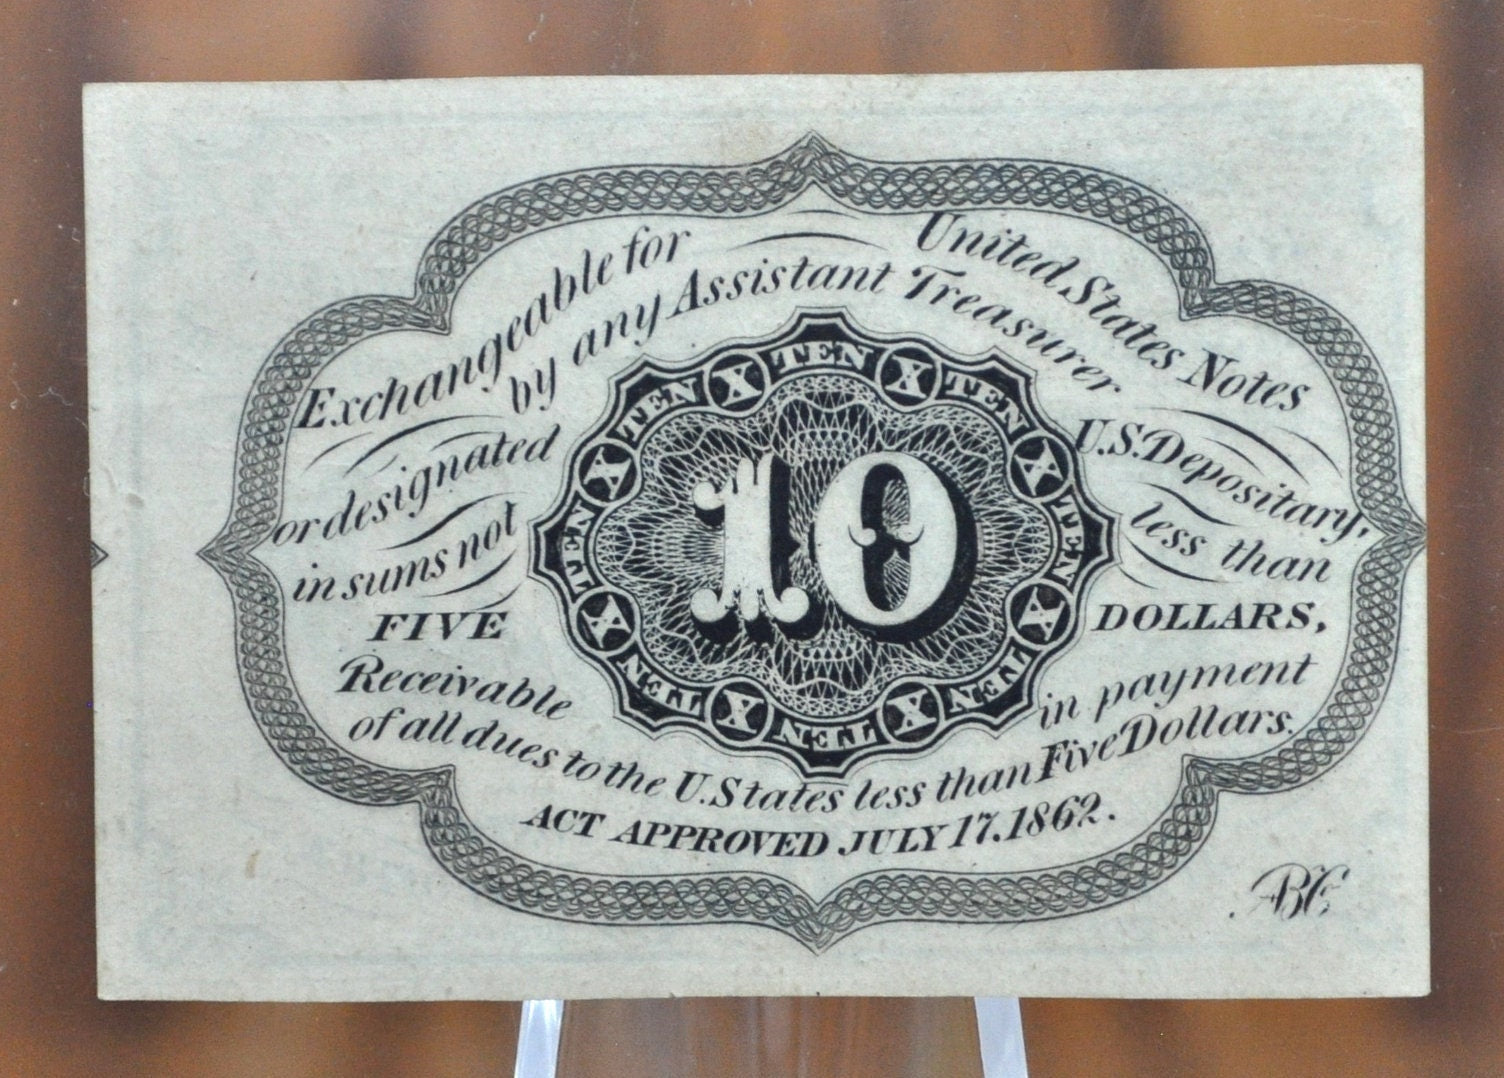 Exchangeable for United States Notes
by any Assistant Treasurer
or designated U.S. Depositary,
in sums not less than
FIVE DOLLARS,
Receivable in payment
of all dues to the U. States less than Five Dollars.
ACT APPROVED JULY 17. 1862.
TEN X TEN X TEN X TEN X TEN X TEN X TEN X TEN X
10
ABC